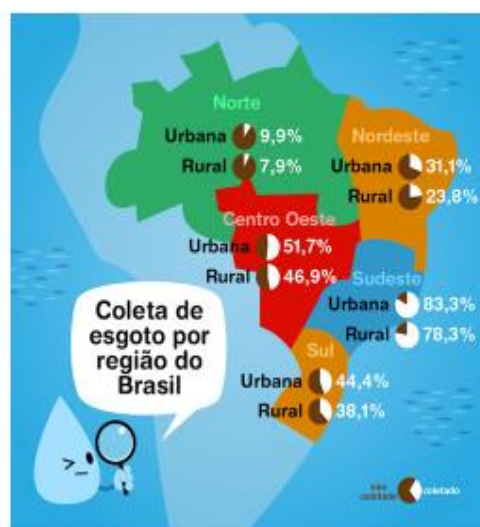 Norte
Urbana 9,9%
Rural 7,9%
Nordeste
Urbana 31,1%
Rural 23,8%
Centro Oeste
Urbana 51,7%
Rural 46,9%
Sudeste
Urbana 83,3%
Rural 78,3%
Sul
Urbana 44,4%
Rural 38,1%
Coleta de
esgoto por
região do
Brasil
não
coletado
coletado